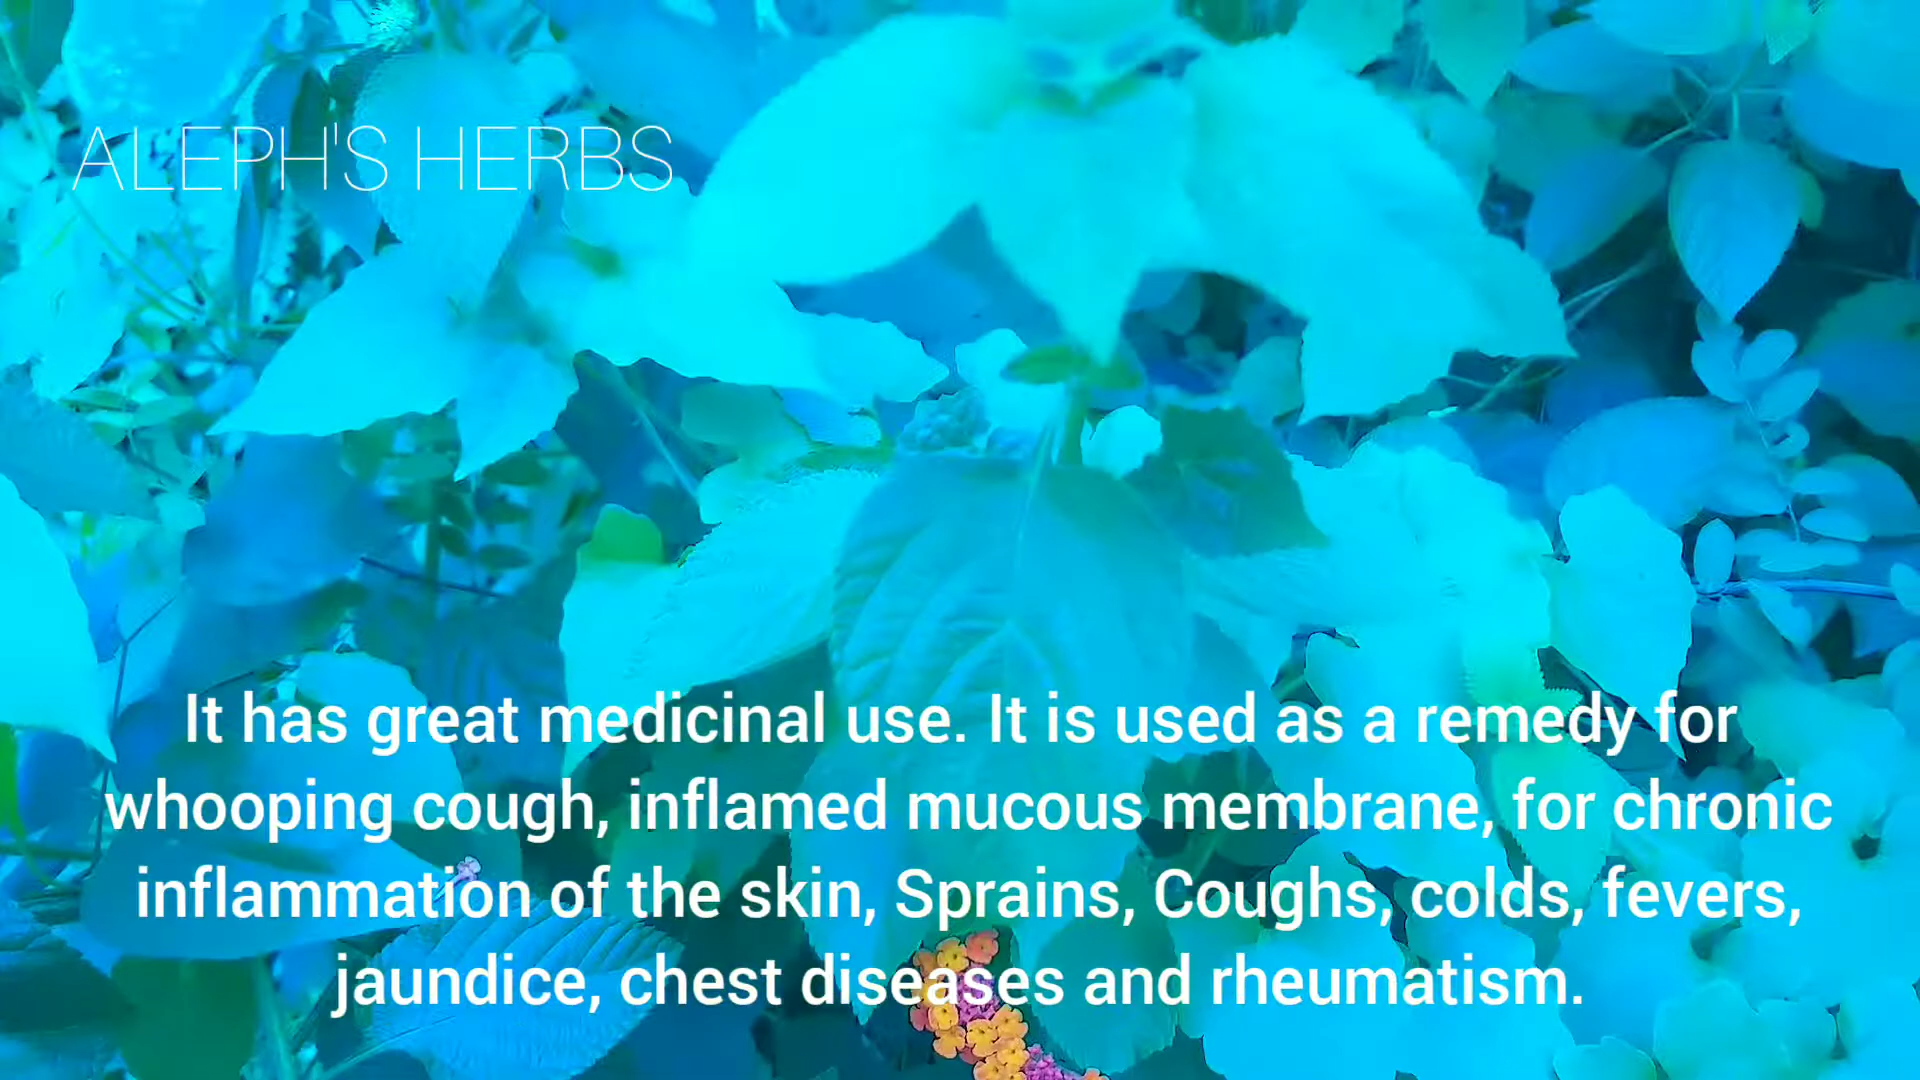 ALEPH'S HERBS
It has great medicinal use. It is used as a remedy for
whooping cough, inflamed mucous membrane, for chronic
inflammation of the skin, Sprains, Coughs, colds, fevers,
jaundice, chest diseases and rheumatism.